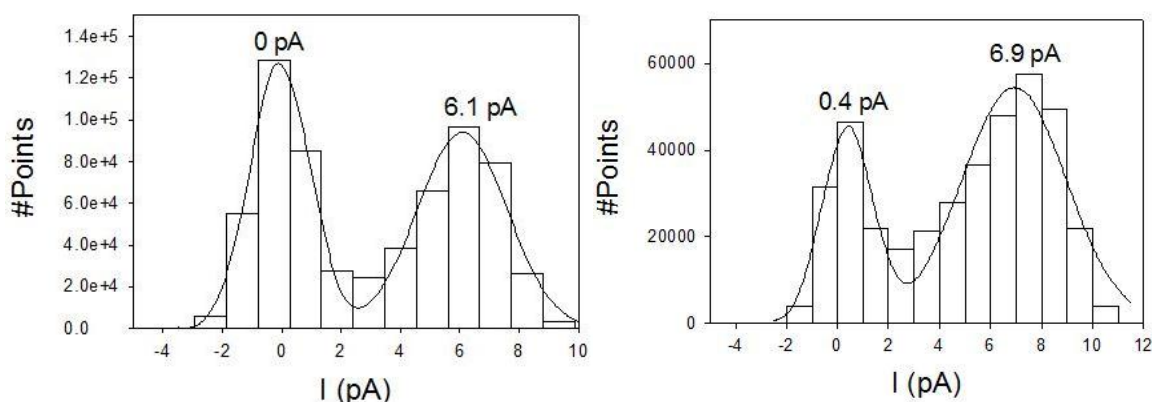 #Points
1.4e+5
1.2e+5
1.0e+5
8.0e+4
6.0e+4
4.0e+4
2.0e+4
0.0
0 pA
6.1 pA
-4 -2 0 2 4 6 8 10
I (pA)
#Points
60000
40000
20000
0
0.4 pA
6.9 pA
-4 -2 0 2 4 6 8 10 12
I (pA)